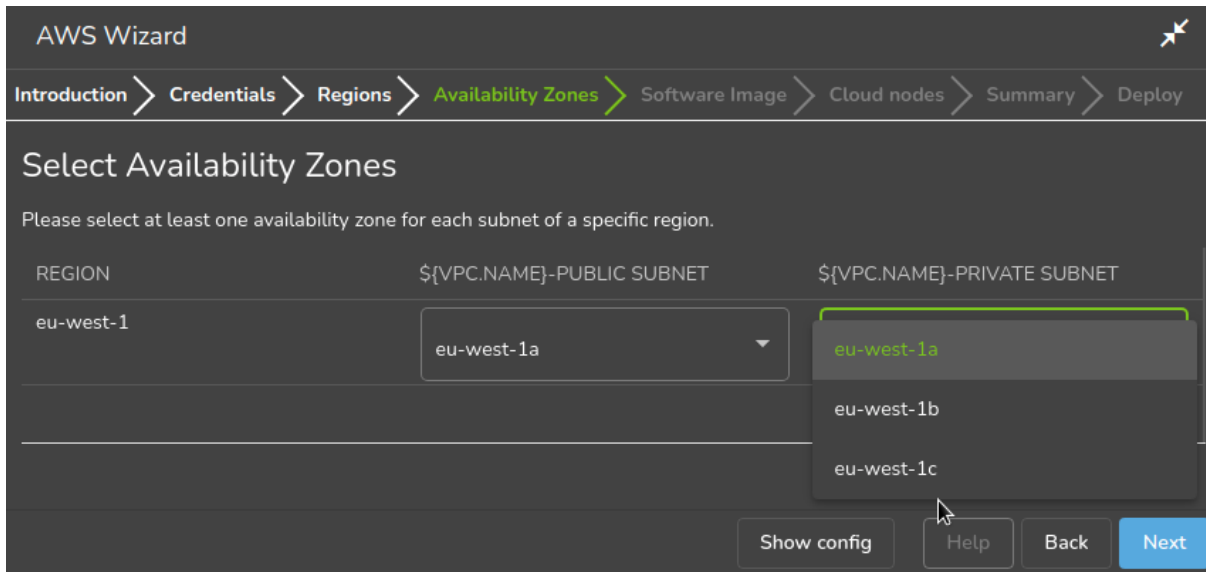 AWS Wizard
Introduction Credentials Regions Availability Zones Software Image Cloud nodes Summary Deploy
Select Availability Zones
Please select at least one availability zone for each subnet of a specific region.
REGION ${VPC.NAME}-PUBLIC SUBNET ${VPC.NAME}-PRIVATE SUBNET
eu-west-1
eu-west-1a eu-west-1a
eu-west-1b
eu-west-1c
Show config Help Back Next